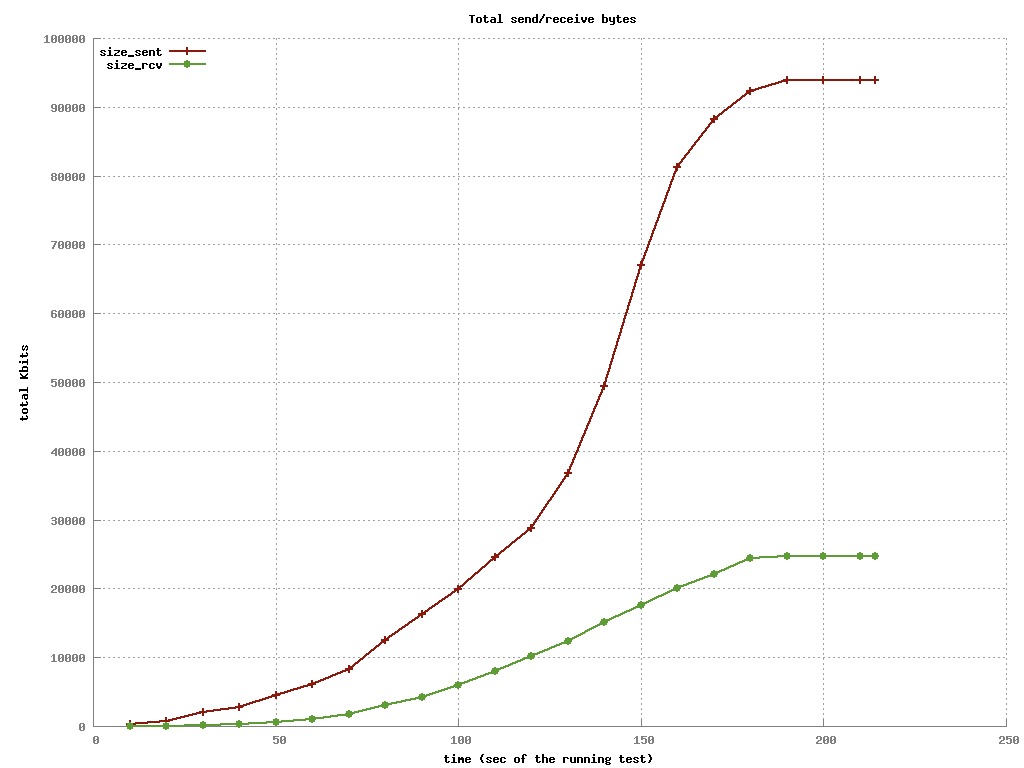 Total send/receive bytes
100000
size_sent
size_rcv
90000
80000
70000
60000
total Kbits
50000
40000
30000
20000
10000
0
0 50 100 150 200 250
time (sec of the running test)